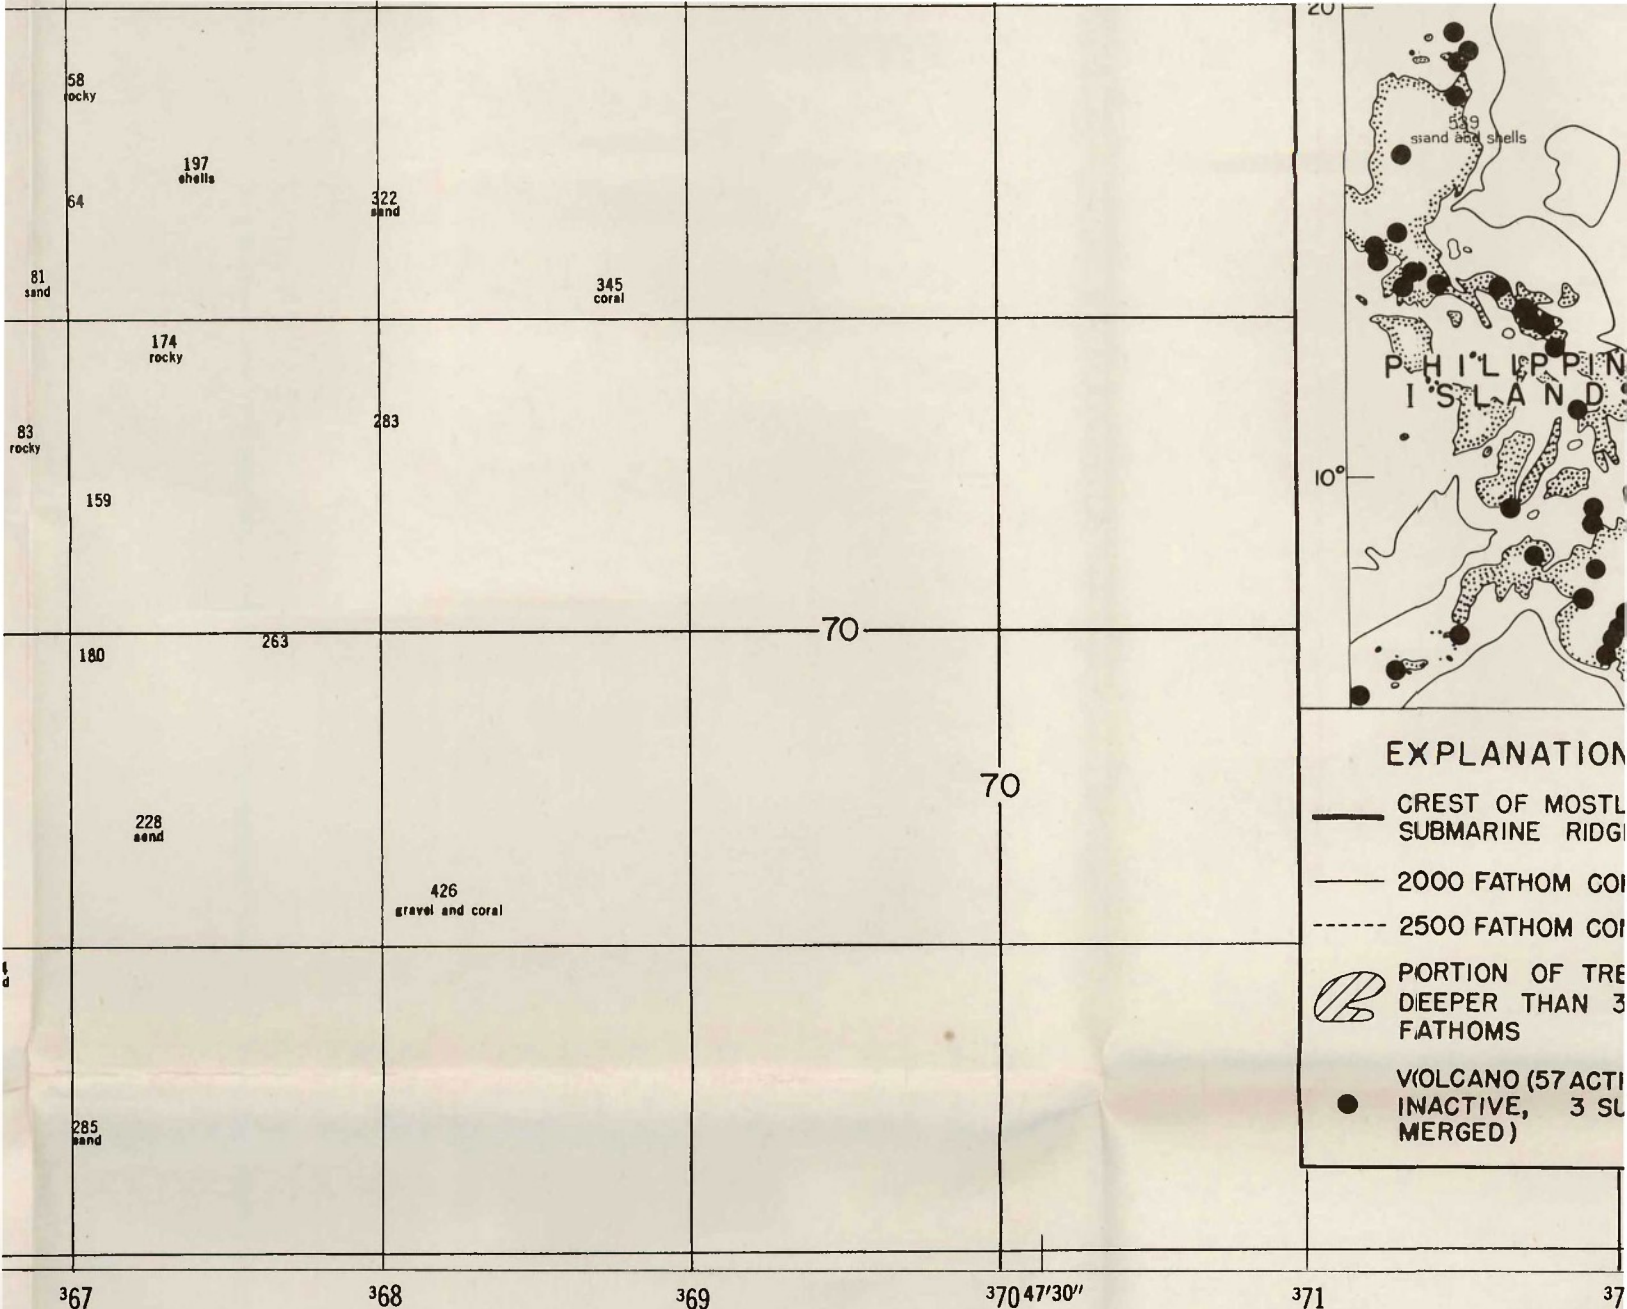 58
rocky
197
shells
64
322
sand
81
sand
345
coral
174
rocky
283
83
rocky
159
70
263
180
70
228
sand
426
gravel and coral
285
sand
367
368
369
370 47'30"
371
37
20
539
sand and shells
PHILIPPIN
ISLANDS
10°
EXPLANATION
CREST OF MOSTL
SUBMARINE RIDG
2000 FATHOM CO
2500 FATHOM CO
PORTION OF TRE
DEEPER THAN 3
FATHOMS
VOLCANO (57 ACTI
INACTIVE, 3 SU
MERGED)